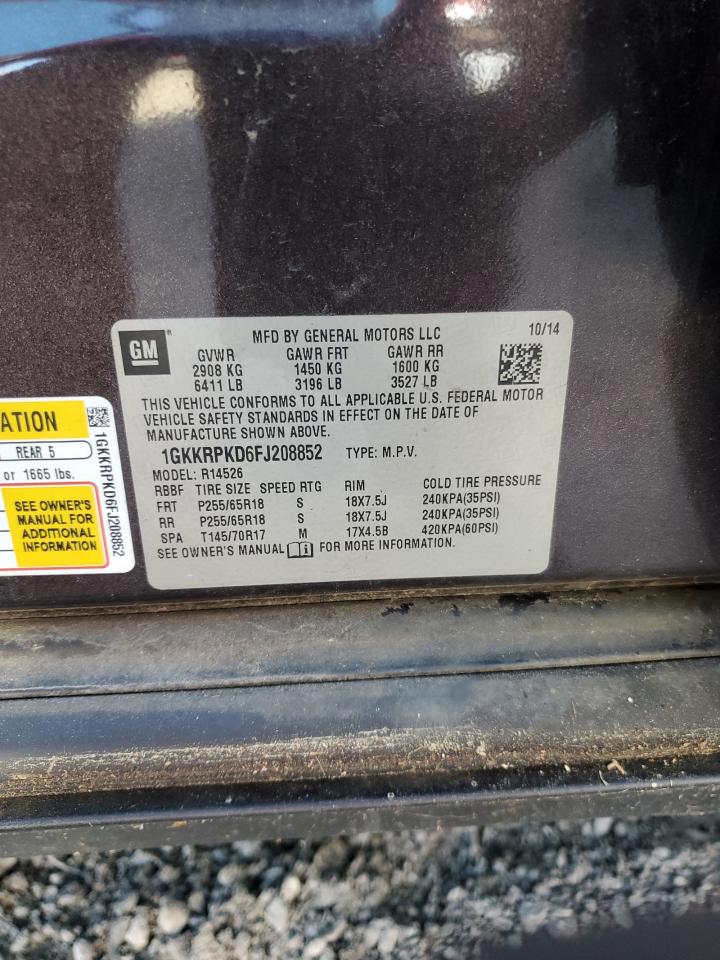 GM
MFD BY GENERAL MOTORS LLC 10/14
GVWR GAWR FRT GAWR RR
2908 KG 1450 KG 1600 KG
6411 LB 3196 LB 3527 LB
THIS VEHICLE CONFORMS TO ALL APPLICABLE U.S. FEDERAL MOTOR
VEHICLE SAFETY STANDARDS IN EFFECT ON THE DATE OF
MANUFACTURE SHOWN ABOVE.
1GKKRPKD6FJ208852 TYPE: M.P.V.
MODEL: R14526
RBBF TIRE SIZE SPEED RTG RIM COLD TIRE PRESSURE
FRT P255/65R18 S 18X7.5J 240KPA(35PSI)
RR P255/65R18 S 18X7.5J 240KPA(35PSI)
SPA T145/70R17 M 17X4.5B 420KPA(60PSI)
SEE OWNER'S MANUAL FOR MORE INFORMATION.
ATION
REAR 5
or 1665 lbs.
SEE OWNER'S
MANUAL FOR
ADDITIONAL
INFORMATION
1GKKRPKD6FJ208852